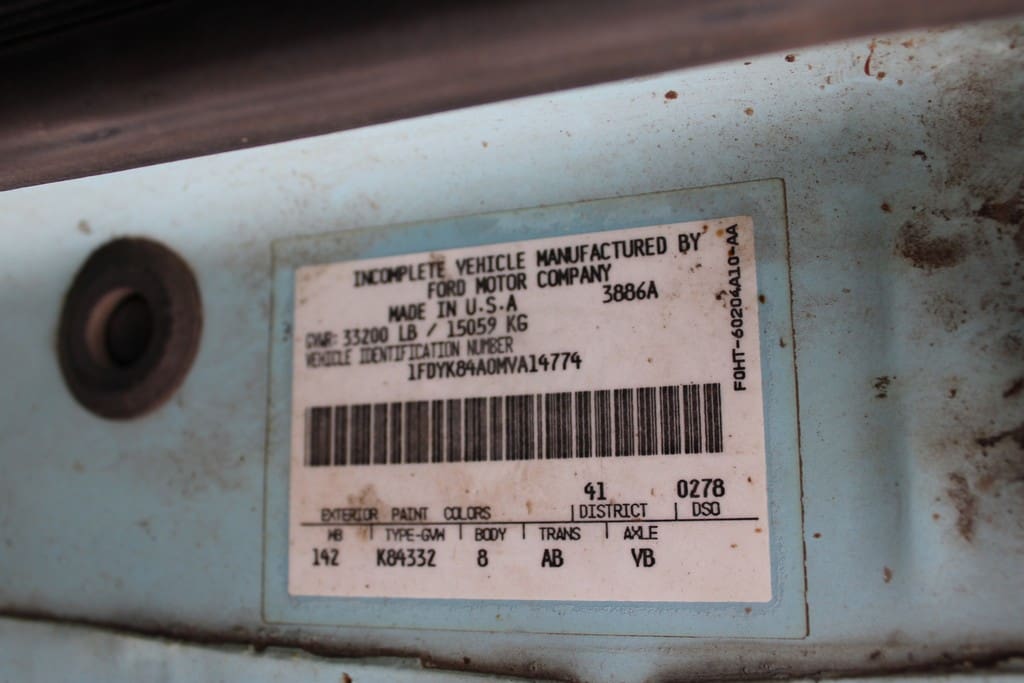 INCOMPLETE VEHICLE MANUFACTURED BY
FORD MOTOR COMPANY
MADE IN U.S.A 3886A
GVWR: 33200 LB / 15059 KG
VEHICLE IDENTIFICATION NUMBER
1FDYK84A0MVA14774
F0HT-60204A10-AA
41 0278
EXTERIOR PAINT COLORS DISTRICT DSO
WB TYPE-GVW BODY TRANS AXLE
142 K84332 8 AB VB